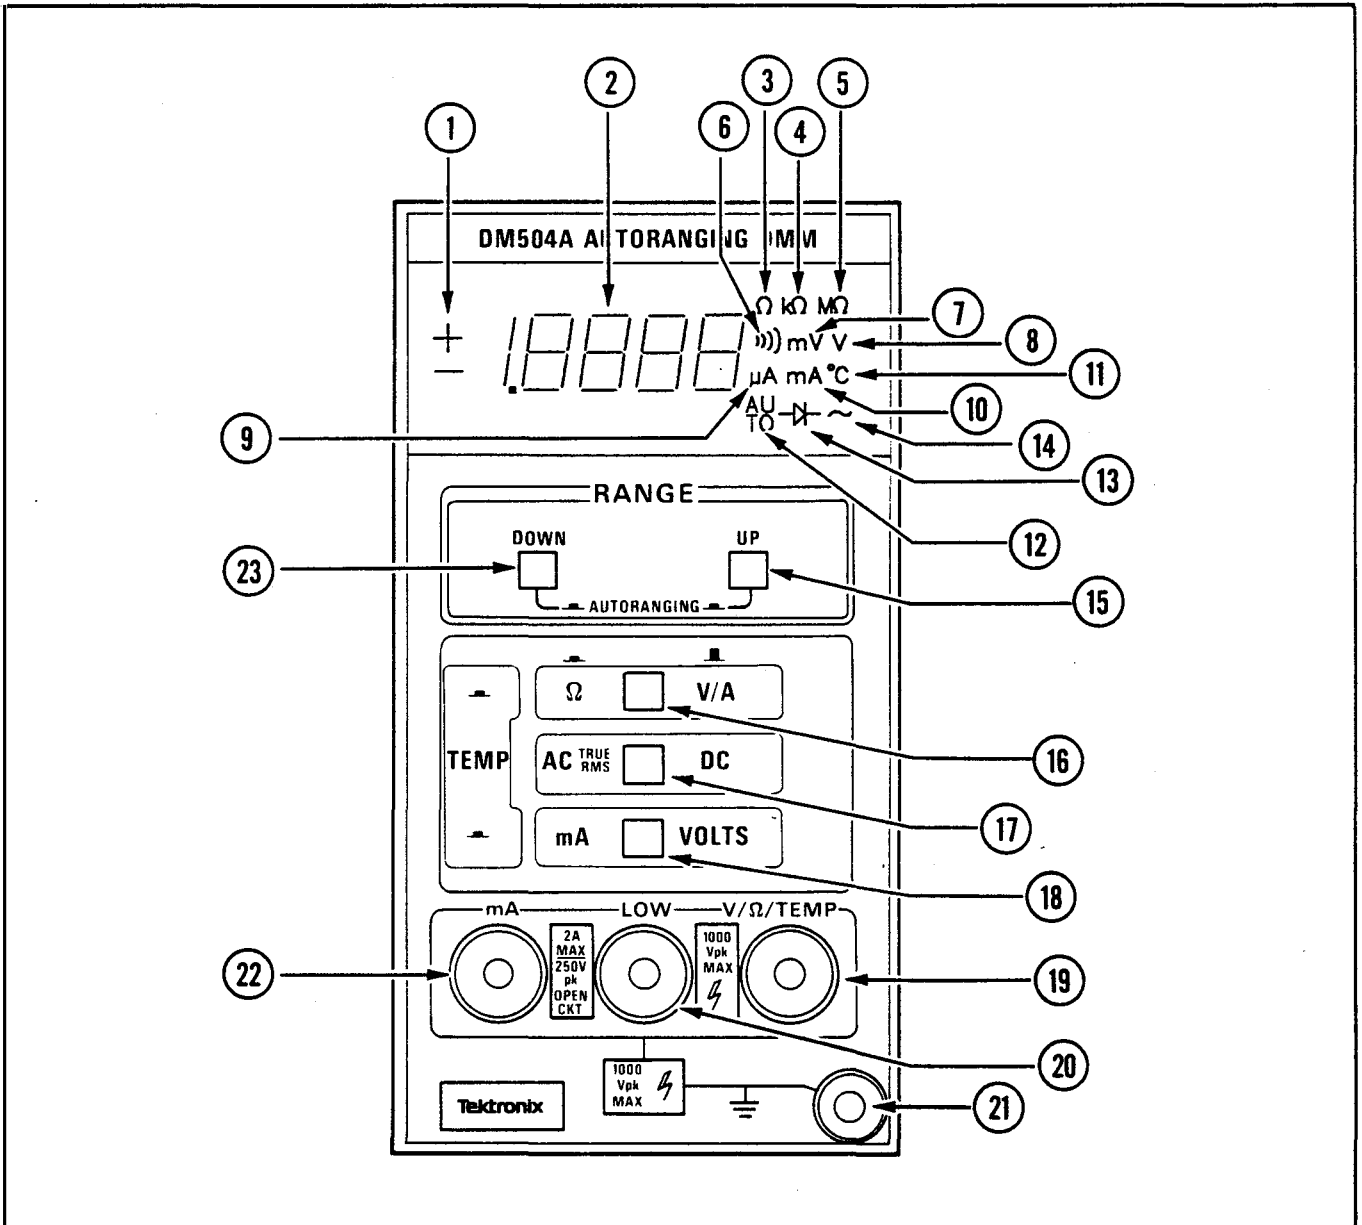 3
5
2
6
4
1
DM504A AUTORANGING DMM
Ω kΩ MΩ
7
+
1.8888
))) mV V
8
−
µA mA °C
11
10
AU
TO
~
9
14
13
RANGE
DOWN
UP
12
23
AUTORANGING
15
Ω
V/A
TEMP
AC TRUE RMS
DC
16
mA
VOLTS
17
18
mA
LOW
V/Ω/TEMP
2A
MAX
250V
pk
OPEN
CKT
1000
Vpk
MAX
22
19
20
1000
Vpk
MAX
Tektronix
21